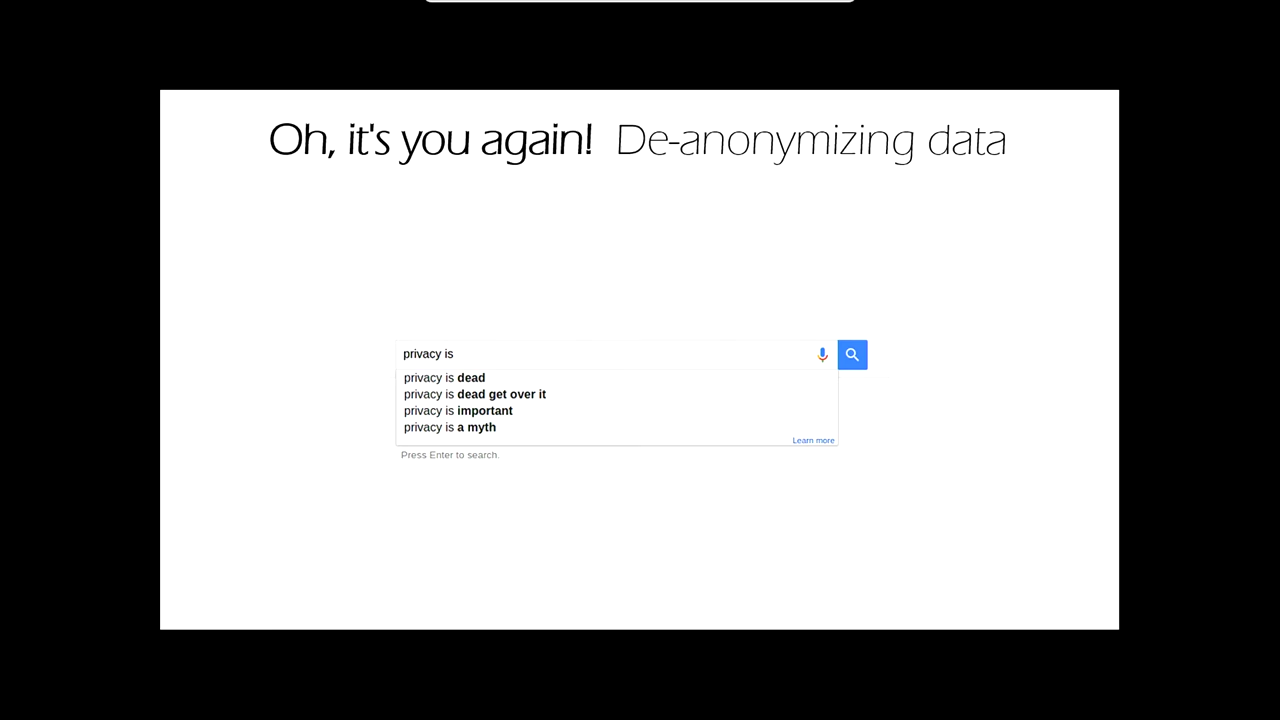 Oh, it's you again! De-anonymizing data
privacy is
privacy is dead
privacy is dead get over it
privacy is important
privacy is a myth
Learn more
Press Enter to search.